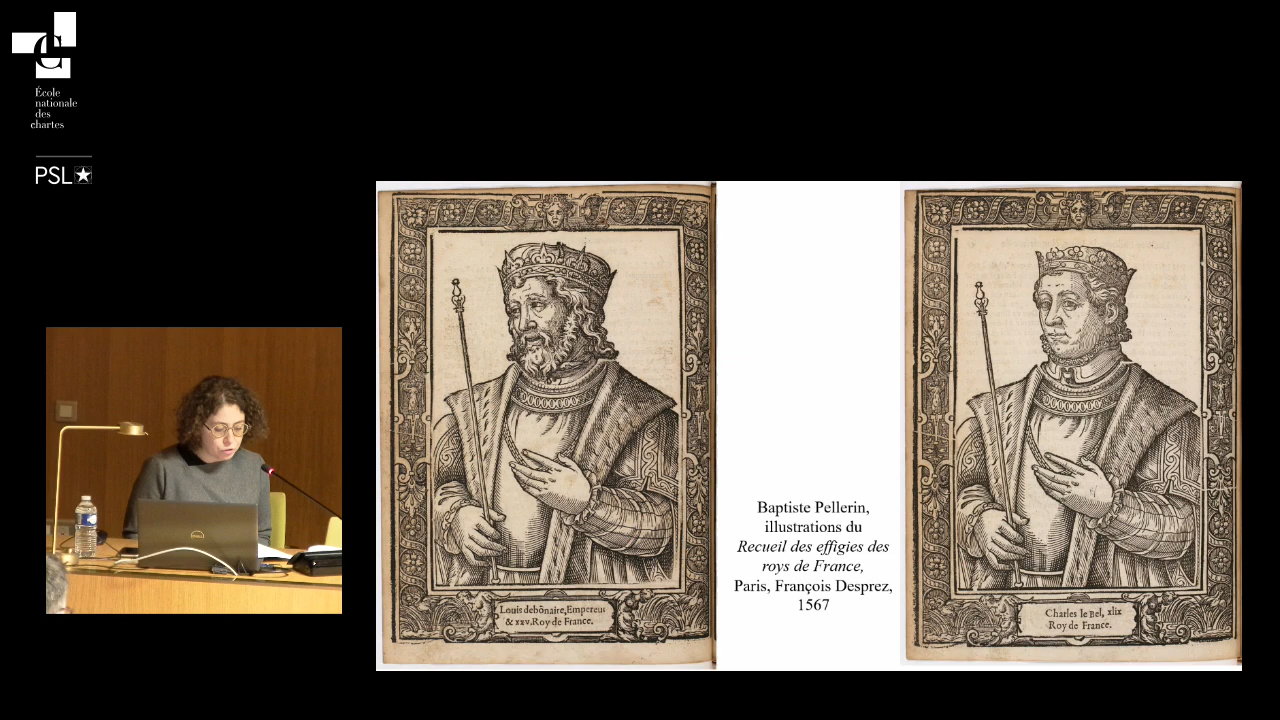 École
nationale
des
chartes
PSL
Baptiste Pellerin,
illustrations du
Recueil des effigies des
roys de France,
Paris, François Desprez,
1567
Louis debônaire, Empereur
& xxv. Roy de France.
Charles le Bel, xlix
Roy de France.